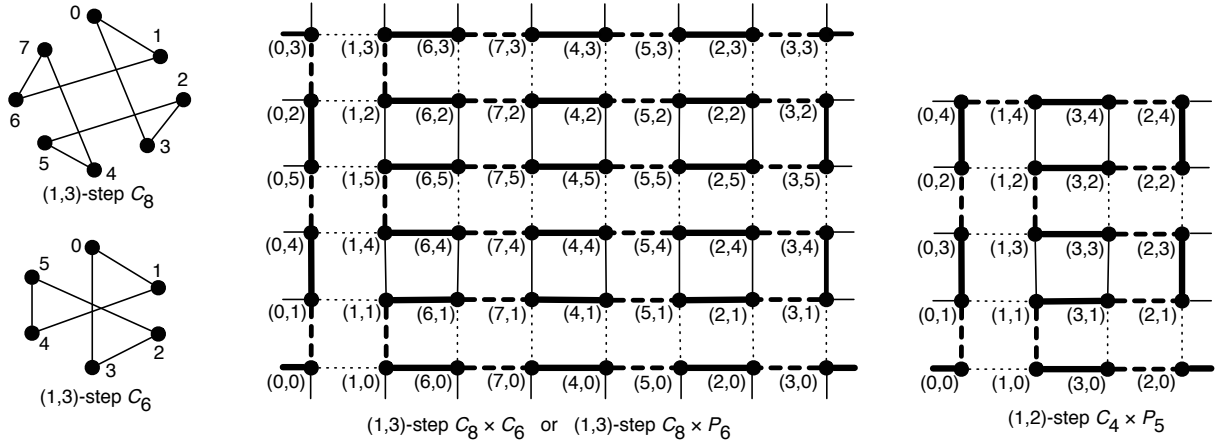 0
1
7
2
6
5
3
4
(1,3)-step C8
0
5
1
4
2
3
(1,3)-step C6
(0,3) (1,3) (6,3) (7,3) (4,3) (5,3) (2,3) (3,3)
(0,2) (1,2) (6,2) (7,2) (4,2) (5,2) (2,2) (3,2)
(0,5) (1,5) (6,5) (7,5) (4,5) (5,5) (2,5) (3,5)
(0,4) (1,4) (6,4) (7,4) (4,4) (5,4) (2,4) (3,4)
(0,1) (1,1) (6,1) (7,1) (4,1) (5,1) (2,1) (3,1)
(0,0) (1,0) (6,0) (7,0) (4,0) (5,0) (2,0) (3,0)
(1,3)-step C8 × C6 or (1,3)-step C8 × P6
(0,4) (1,4) (3,4) (2,4)
(0,2) (1,2) (3,2) (2,2)
(0,3) (1,3) (3,3) (2,3)
(0,1) (1,1) (3,1) (2,1)
(0,0) (1,0) (3,0) (2,0)
(1,2)-step C4 × P5